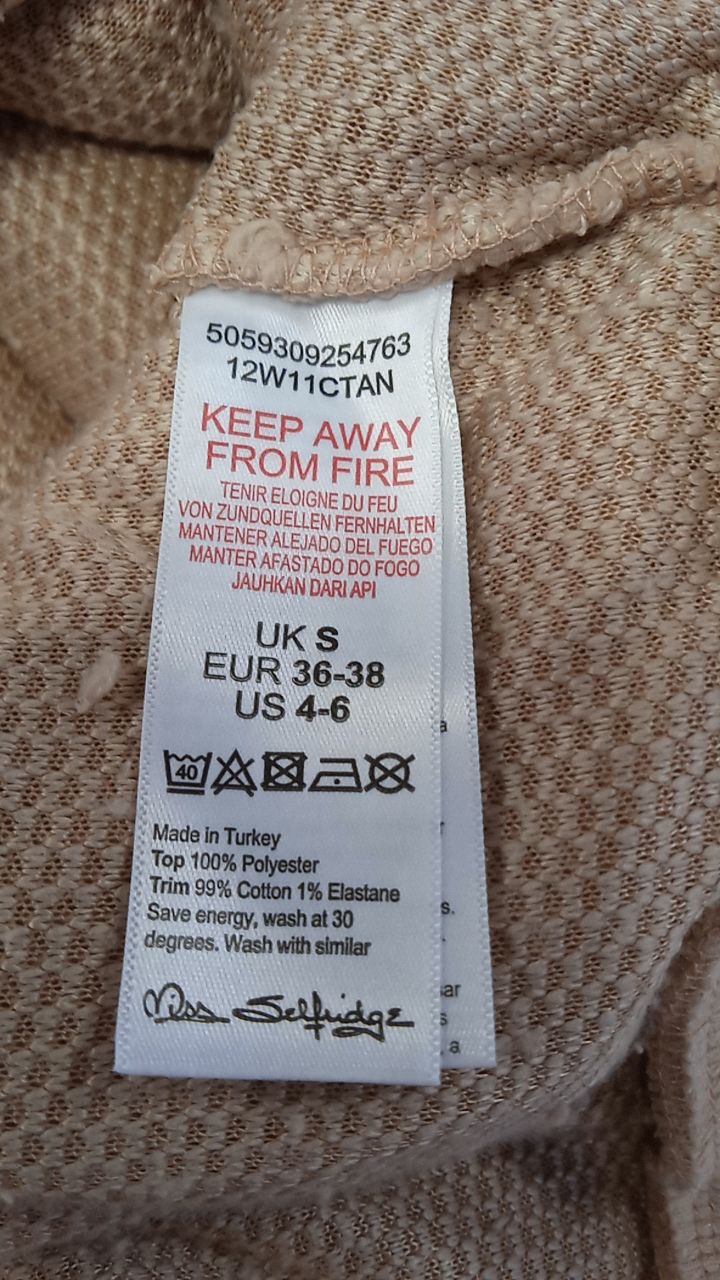 5059309254763
12W11CTAN
KEEP AWAY
FROM FIRE
TENIR ELOIGNE DU FEU
VON ZUNDQUELLEN FERNHALTEN
MANTENER ALEJADO DEL FUEGO
MANTER AFASTADO DO FOGO
JAUHKAN DARI API
UK S
EUR 36-38
US 4-6
40
Made in Turkey
Top 100% Polyester
Trim 99% Cotton 1% Elastane
Save energy, wash at 30
degrees. Wash with similar
Miss Selfridge